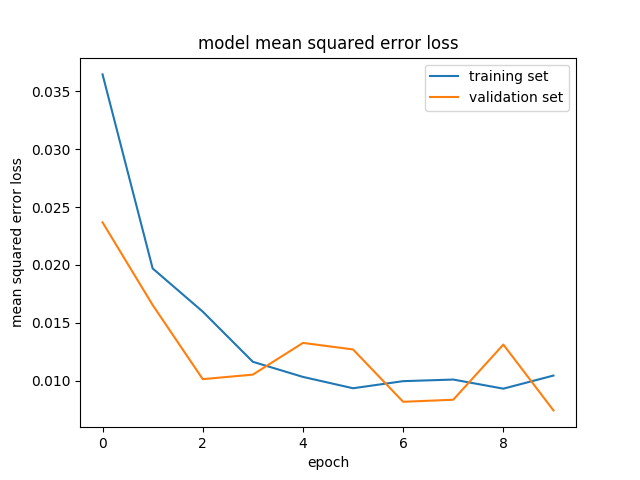 model mean squared error loss
training set
validation set
0.035
0.030
0.025
0.020
0.015
0.010
mean squared error loss
0 2 4 6 8
epoch